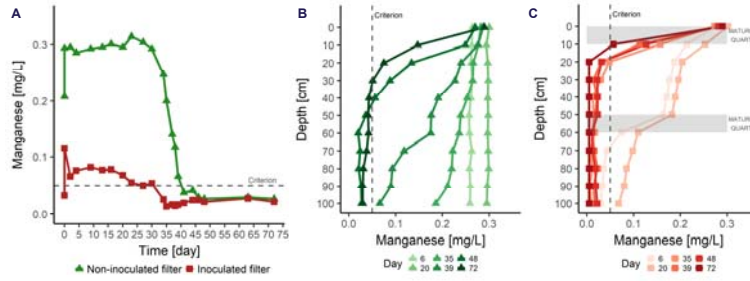 A
Manganese [mg/L]
0.3
0.2
0.1
0.0
Criterion
0 5 10 15 20 25 30 35 40 45 50 55 60 65 70 75
Time [day]
Non-inoculated filter
Inoculated filter
B
Criterion
Depth [cm]
0
10
20
30
40
50
60
70
80
90
100
0.0 0.1 0.2 0.3
Manganese [mg/L]
Day
6 35 48
20 39 72
C
Criterion
Depth [cm]
0
10
20
30
40
50
60
70
80
90
100
MATURE
QUARTZ
MATURE
QUARTZ
0.0 0.1 0.2 0.3
Manganese [mg/L]
Day
6 35 48
20 39 72